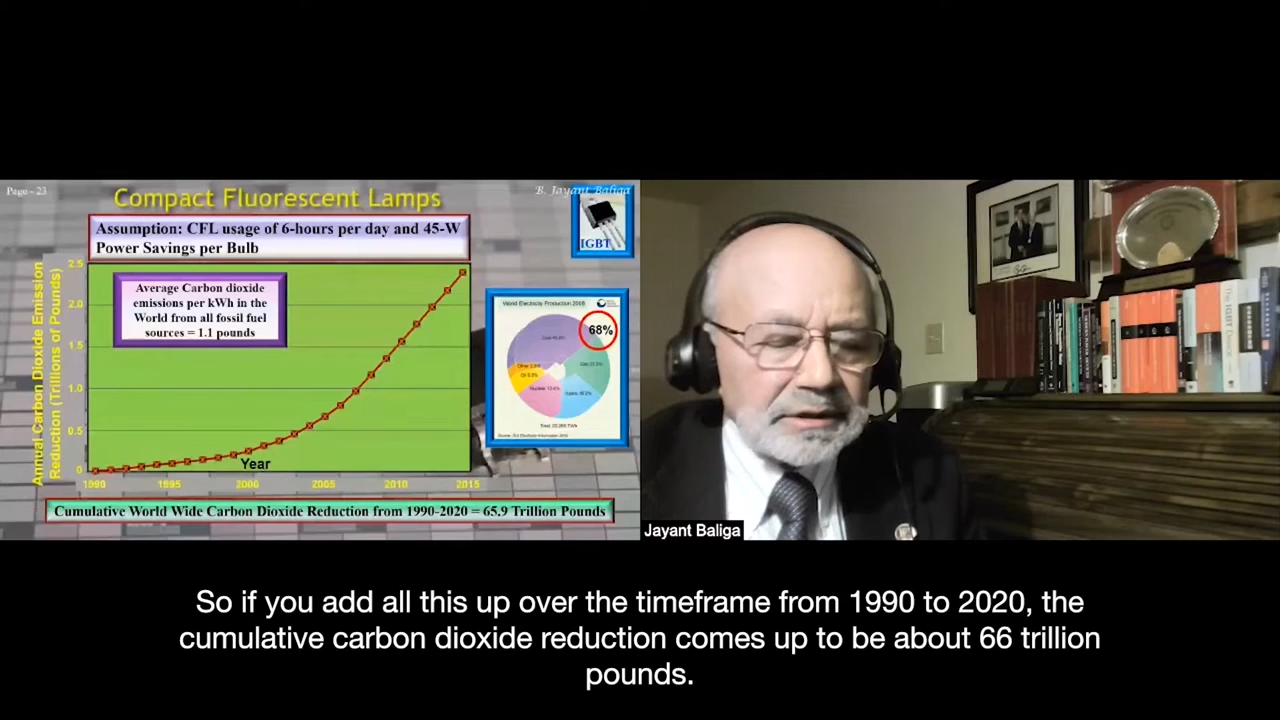 Page - 23
Compact Fluorescent Lamps
B. Jayant Baliga
IGBT
Assumption: CFL usage of 6-hours per day and 45-W
Power Savings per Bulb
Annual Carbon Dioxide Emission
Reduction (Trillions of Pounds)
2.5
2.0
1.5
1.0
0.5
0
Average Carbon dioxide
emissions per kWh in the
World from all fossil fuel
sources = 1.1 pounds
Year
1990 1995 2000 2005 2010 2015
World Electricity Production 2008
68%
Cumulative World Wide Carbon Dioxide Reduction from 1990-2020 = 65.9 Trillion Pounds
Jayant Baliga
So if you add all this up over the timeframe from 1990 to 2020, the
cumulative carbon dioxide reduction comes up to be about 66 trillion
pounds.